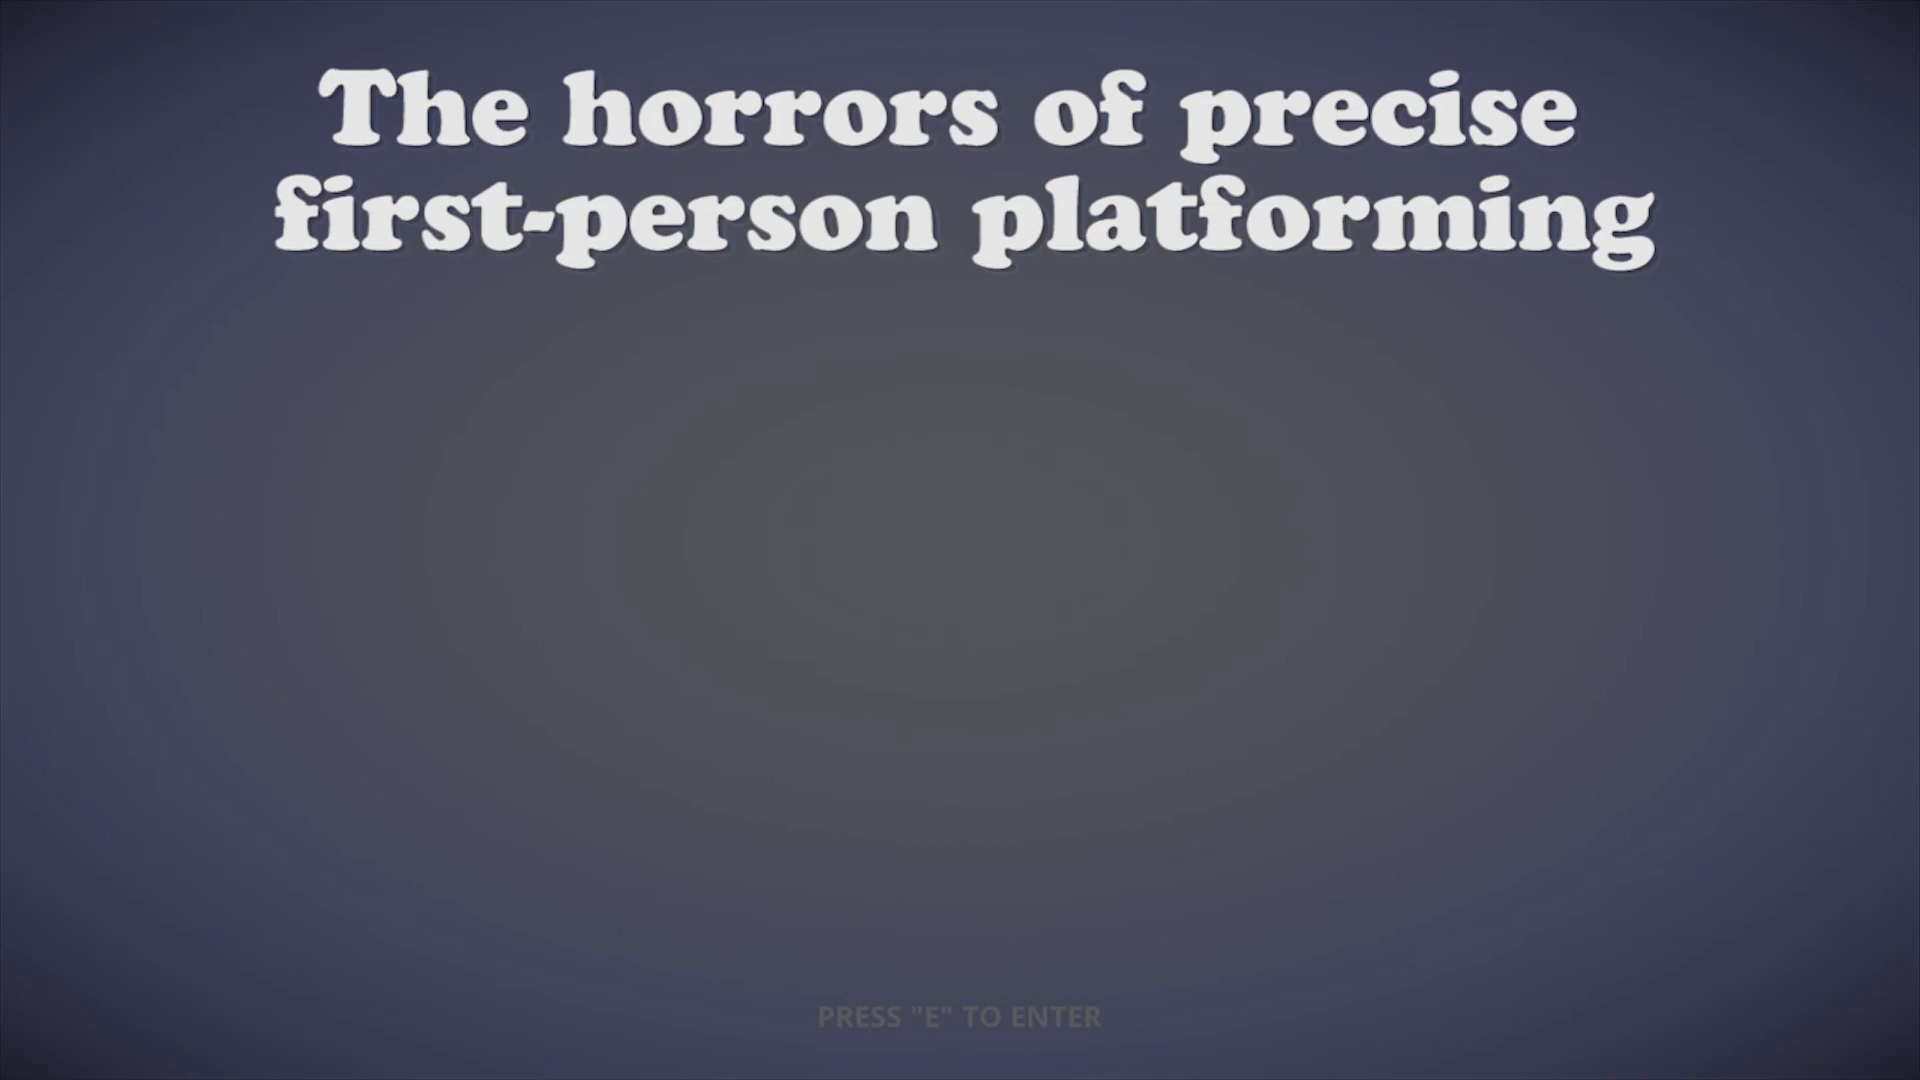 The horrors of precise
first-person platforming
PRESS "E" TO ENTER